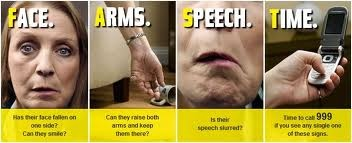 FACE.
Has their face fallen on
one side?
Can they smile?
ARMS.
Can they raise both
arms and keep
them there?
SPEECH.
Is their
speech slurred?
TIME.
Time to call 999
if you see any single one
of these signs.